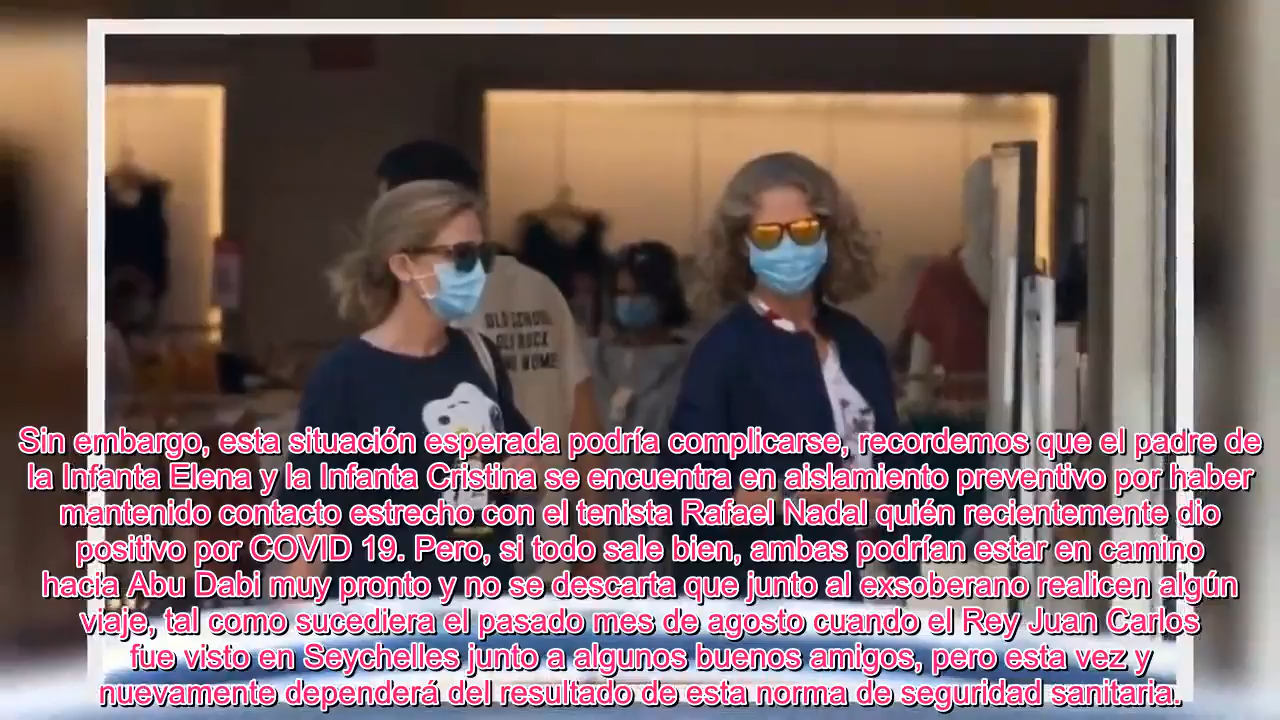 OLD SCHOOL
Sin embargo, esta situación esperada podría complicarse, recordemos que el padre de
la Infanta Elena y la Infanta Cristina se encuentra en aislamiento preventivo por haber
mantenido contacto estrecho con el tenista Rafael Nadal quién recientemente dio
positivo por COVID 19. Pero, si todo sale bien, ambas podrían estar en camino
hacia Abu Dabi muy pronto y no se descarta que junto al exsoberano realicen algún
viaje, tal como sucediera el pasado mes de agosto cuando el Rey Juan Carlos
fue visto en Seychelles junto a algunos buenos amigos, pero esta vez y
nuevamente dependerá del resultado de esta norma de seguridad sanitaria.